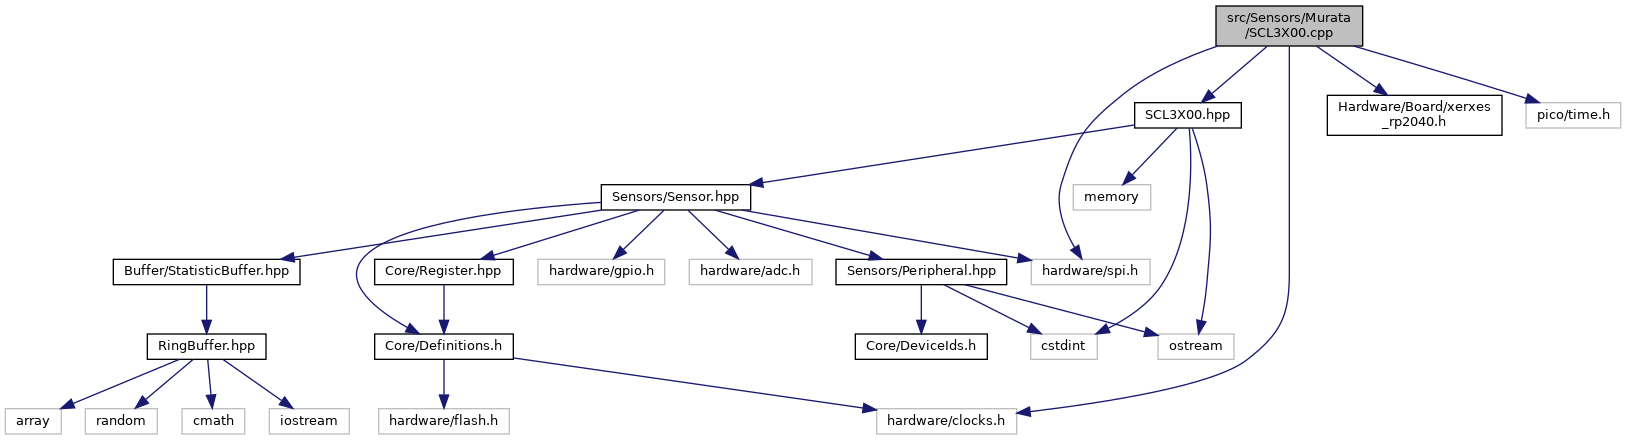 src/Sensors/Murata
/SCL3X00.cpp
SCL3X00.hpp
Hardware/Board/xerxes
_rp2040.h
pico/time.h
Sensors/Sensor.hpp
memory
Buffer/StatisticBuffer.hpp
Core/Register.hpp
hardware/gpio.h
hardware/adc.h
Sensors/Peripheral.hpp
hardware/spi.h
RingBuffer.hpp
Core/Definitions.h
Core/DeviceIds.h
cstdint
ostream
array
random
cmath
iostream
hardware/flash.h
hardware/clocks.h